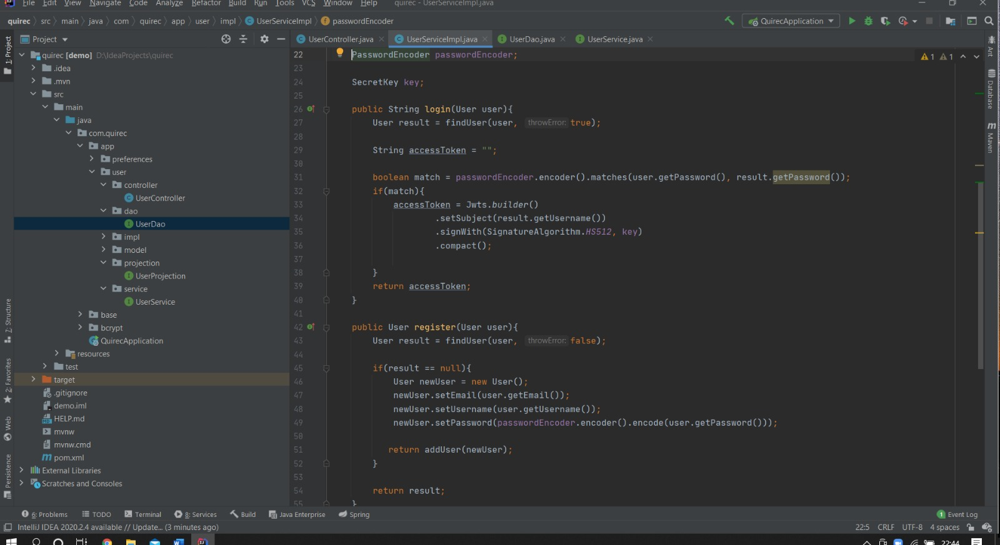 File Edit View Navigate Code Analyze Refactor Build Run Tools VCS Window Help quirec - UserServiceImpl.java
quirec src main java com quirec app user impl UserServiceImpl passwordEncoder QuirecApplication
Project UserController.java UserServiceImpl.java UserDao.java UserService.java
1: Project
Z: Structure
2: Favorites
Web
Persistence
quirec [demo] D:\IdeaProjects\quirec
.idea
.mvn
src
main
java
com.quirec
app
preferences
user
controller
UserController
dao
UserDao
impl
model
projection
UserProjection
service
UserService
base
bcrypt
QuirecApplication
resources
test
target
.gitignore
demo.iml
HELP.md
mvnw
mvnw.cmd
pom.xml
External Libraries
Scratches and Consoles
22 PasswordEncoder passwordEncoder; 1 1
23
24 SecretKey key;
25
26 public String login(User user){
27 User result = findUser(user, throwError: true);
28
29 String accessToken = "";
30
31 boolean match = passwordEncoder.encoder().matches(user.getPassword(), result.getPassword());
32 if(match){
33 accessToken = Jwts.builder()
34 .setSubject(result.getUsername())
35 .signWith(SignatureAlgorithm.HS512, key)
36 .compact();
37
38 }
39 return accessToken;
40 }
41
42 public User register(User user){
43 User result = findUser(user, throwError: false);
44
45 if(result == null){
46 User newUser = new User();
47 newUser.setEmail(user.getEmail());
48 newUser.setUsername(user.getUsername());
49 newUser.setPassword(passwordEncoder.encoder().encode(user.getPassword()));
50
51 return addUser(newUser);
52 }
53
54 return result;
55 }
Ant
Database
Maven
6: Problems TODO Terminal 8: Services Build Java Enterprise Spring 1 Event Log
IntelliJ IDEA 2020.2.4 available // Update... (3 minutes ago) 22:5 CRLF UTF-8 4 spaces
22:44